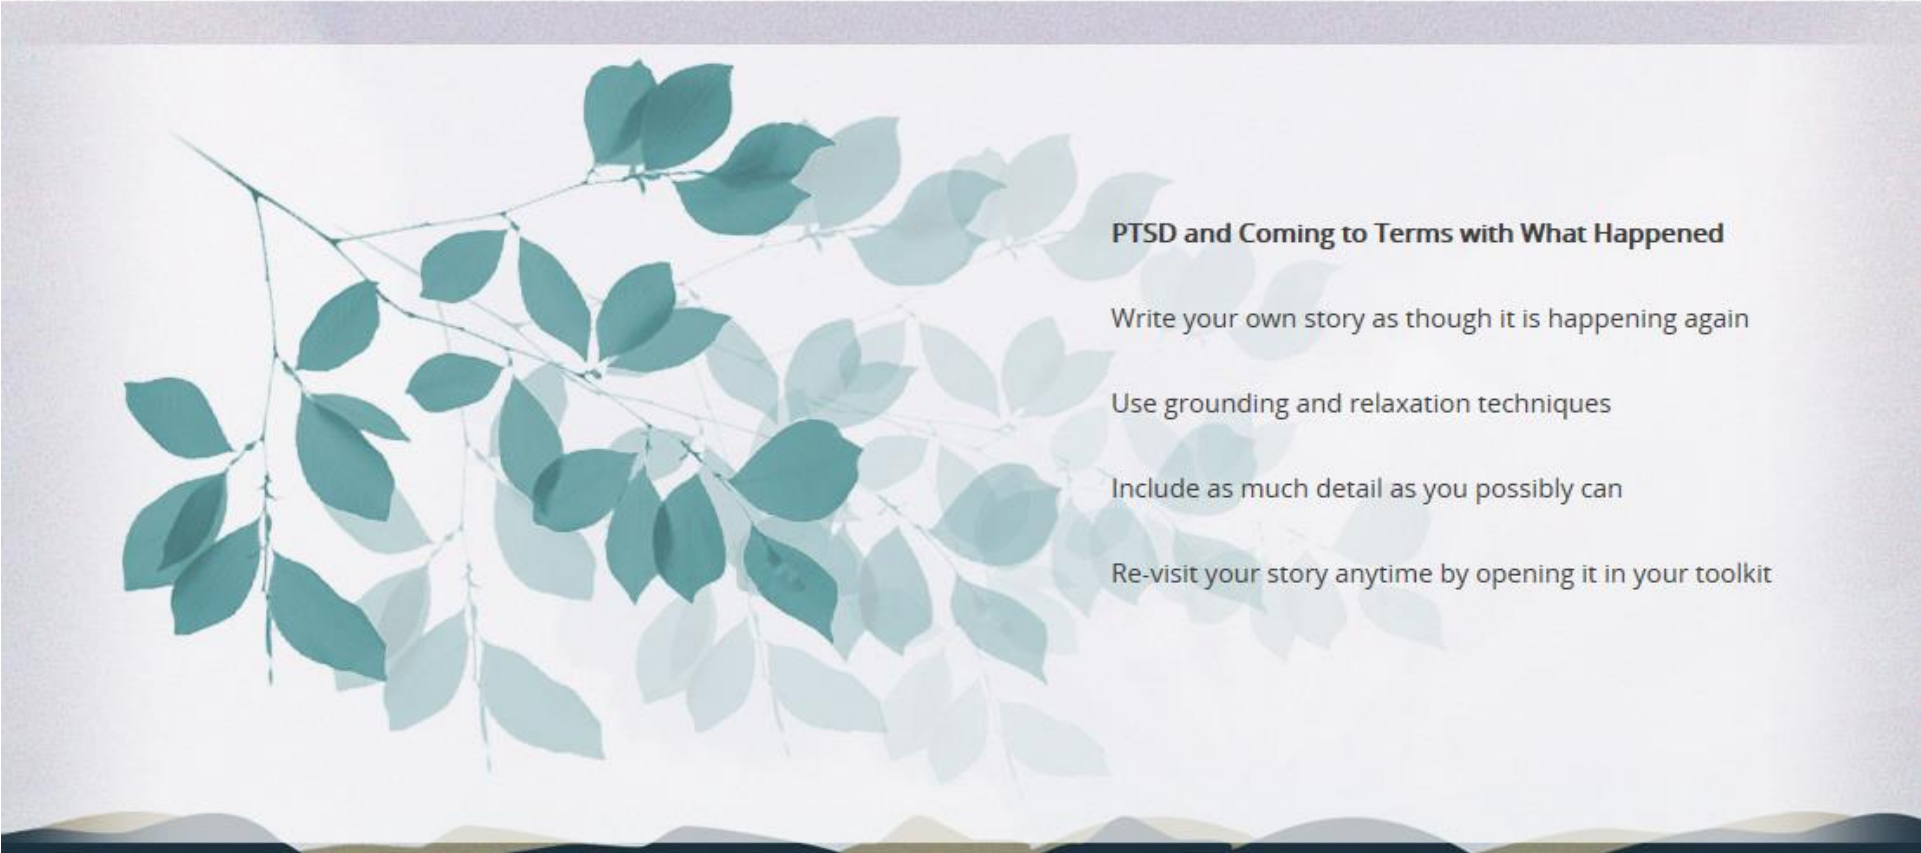 PTSD and Coming to Terms with What Happened
Write your own story as though it is happening again
Use grounding and relaxation techniques
Include as much detail as you possibly can
Re-visit your story anytime by opening it in your toolkit